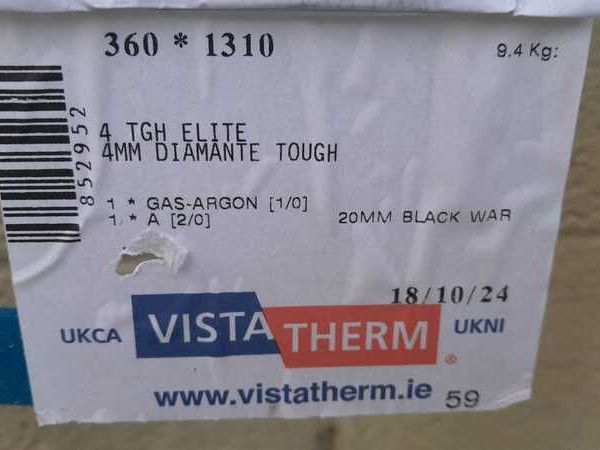 360 * 1310
9.4 Kg:
852952
4 TGH ELITE
4MM DIAMANTE TOUGH
1 * GAS-ARGON [1/0]
1 * A [2/0]
20MM BLACK WAR
18/10/24
UKCA VISTA THERM ® UKNI
www.vistatherm.ie 59